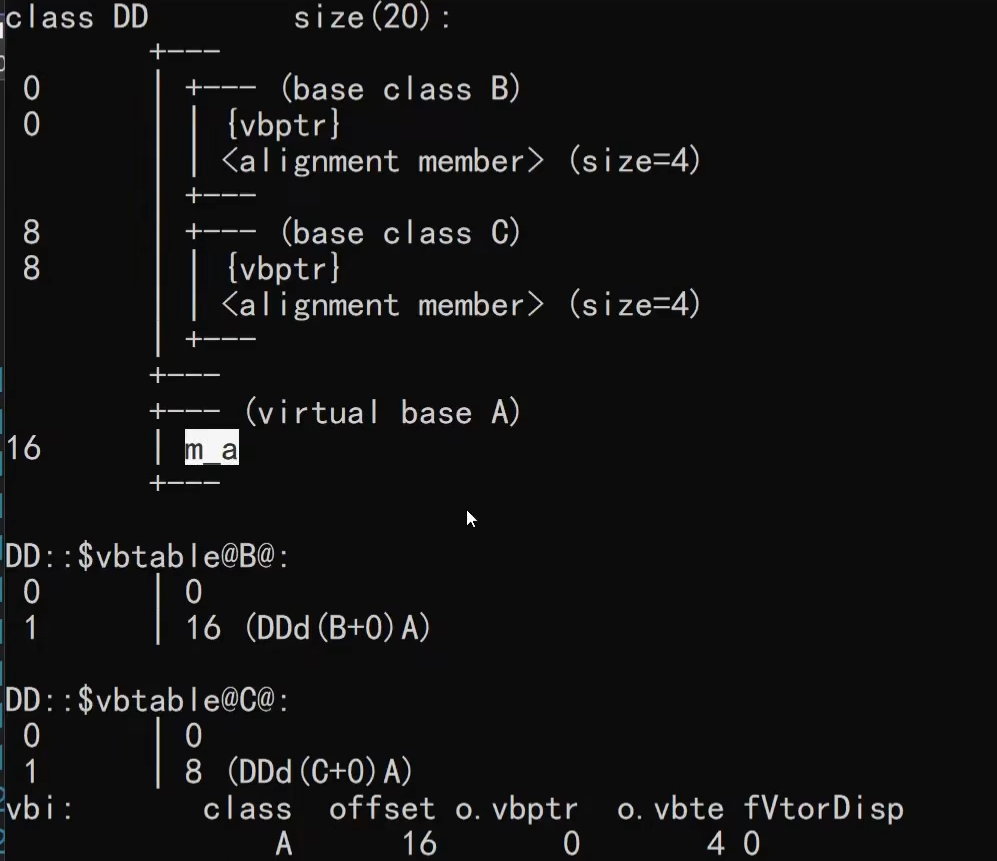 class DD	size(20):
	+---
0	| +--- (base class B)
0	| | {vbptr}
	| | <alignment member> (size=4)
	| +---
8	| +--- (base class C)
8	| | {vbptr}
	| | <alignment member> (size=4)
	| +---
	+---
	+--- (virtual base A)
16	| m_a
	+---
DD::$vbtable@B@:
0	| 0
1	| 16 (DDd(B+0)A)
DD::$vbtable@C@:
0	| 0
1	| 8 (DDd(C+0)A)
vbi:	class offset o.vbptr o.vbte fVtorDisp
	A 16 0 4 0